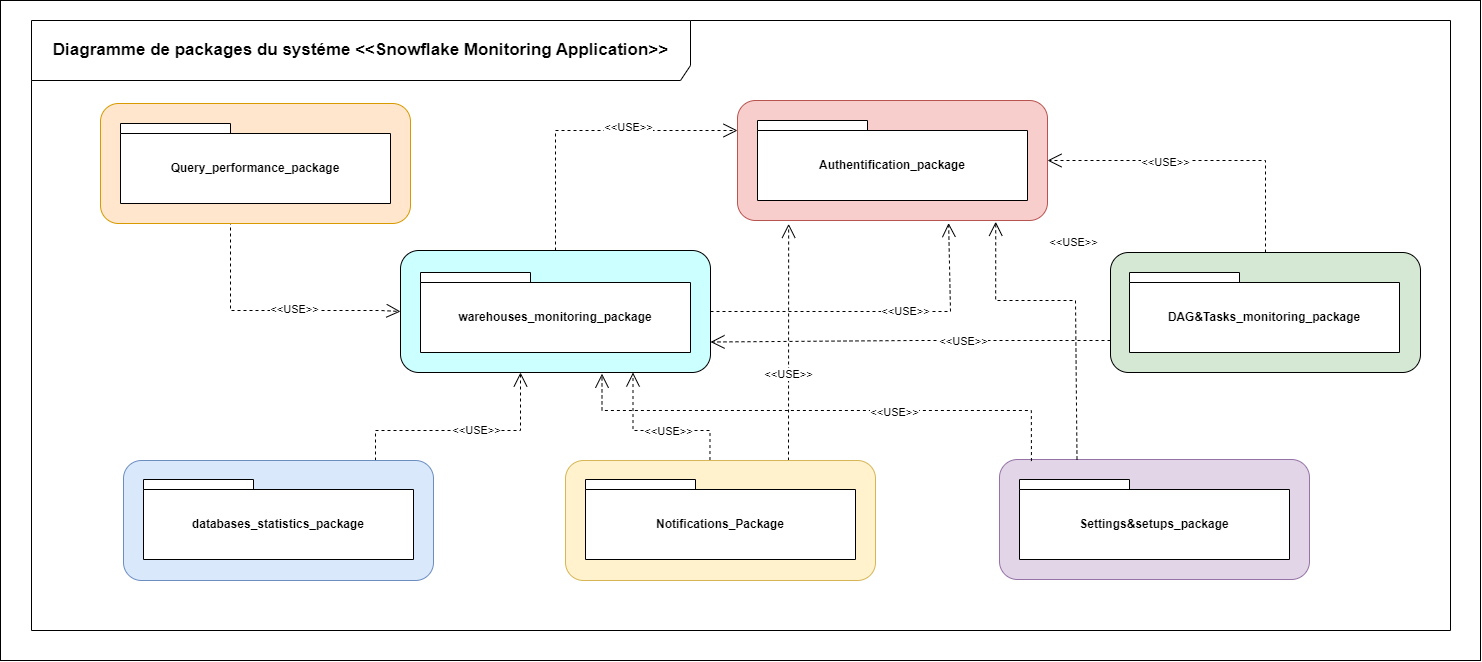 Diagramme de packages du systéme <<Snowflake Monitoring Application>>
<<USE>>
Query_performance_package
Authentification_package
<<USE>>
<<USE>>
<<USE>>
<<USE>>
warehouses_monitoring_package
DAG&Tasks_monitoring_package
<<USE>>
<<USE>>
<<USE>>
<<USE>>
<<USE>>
databases_statistics_package
Notifications_Package
Settings&setups_package